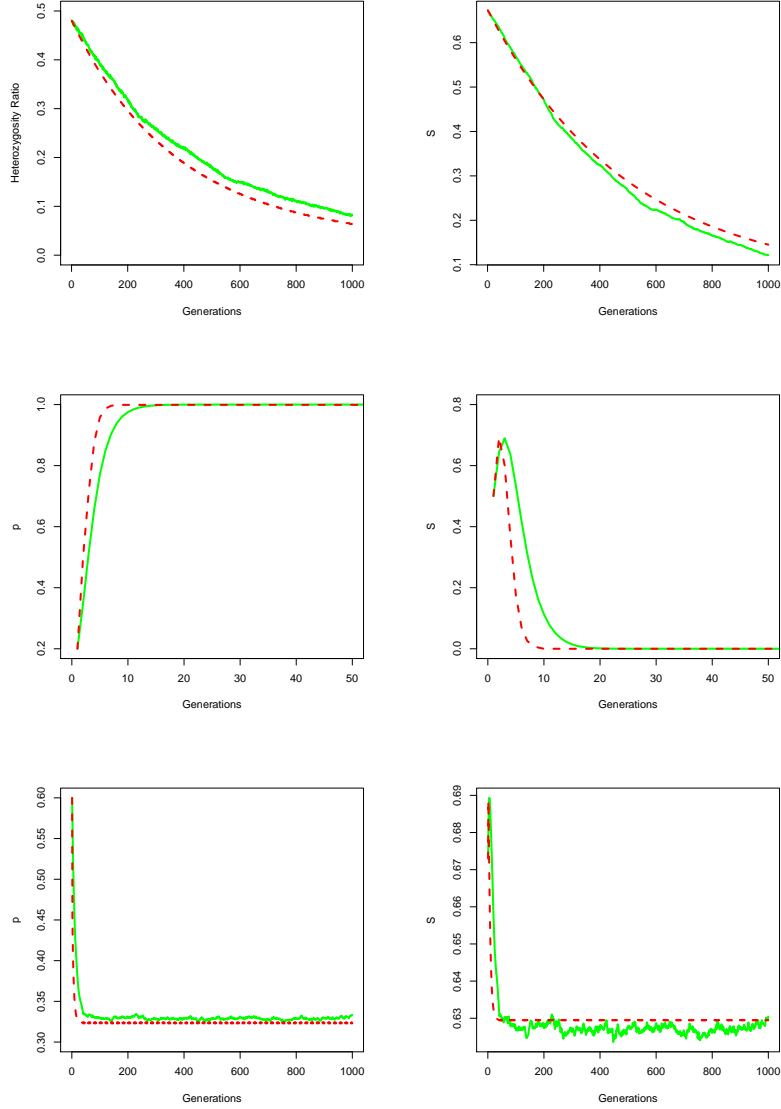 0.0 0.1 0.2 0.3 0.4 0.5
Heterozygosity Ratio
0 200 400 600 800 1000
Generations
0.1 0.2 0.3 0.4 0.5 0.6
S
0 200 400 600 800 1000
Generations
0.2 0.4 0.6 0.8 1.0
p
0 10 20 30 40 50
Generations
0.0 0.2 0.4 0.6 0.8
S
0 10 20 30 40 50
Generations
0.30 0.35 0.40 0.45 0.50 0.55 0.60
p
0 200 400 600 800 1000
Generations
0.63 0.64 0.65 0.66 0.67 0.68 0.69
S
0 200 400 600 800 1000
Generations